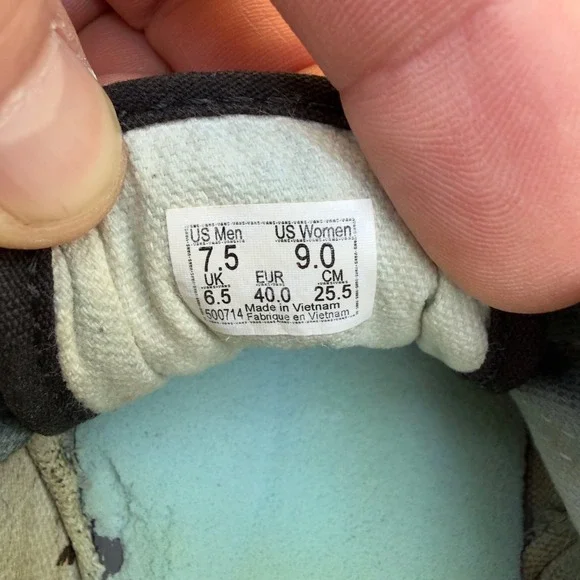 US Men US Women
7.5 9.0
UK EUR CM
6.5 40.0 25.5
500714 Made in Vietnam
Fabrique en Vietnam